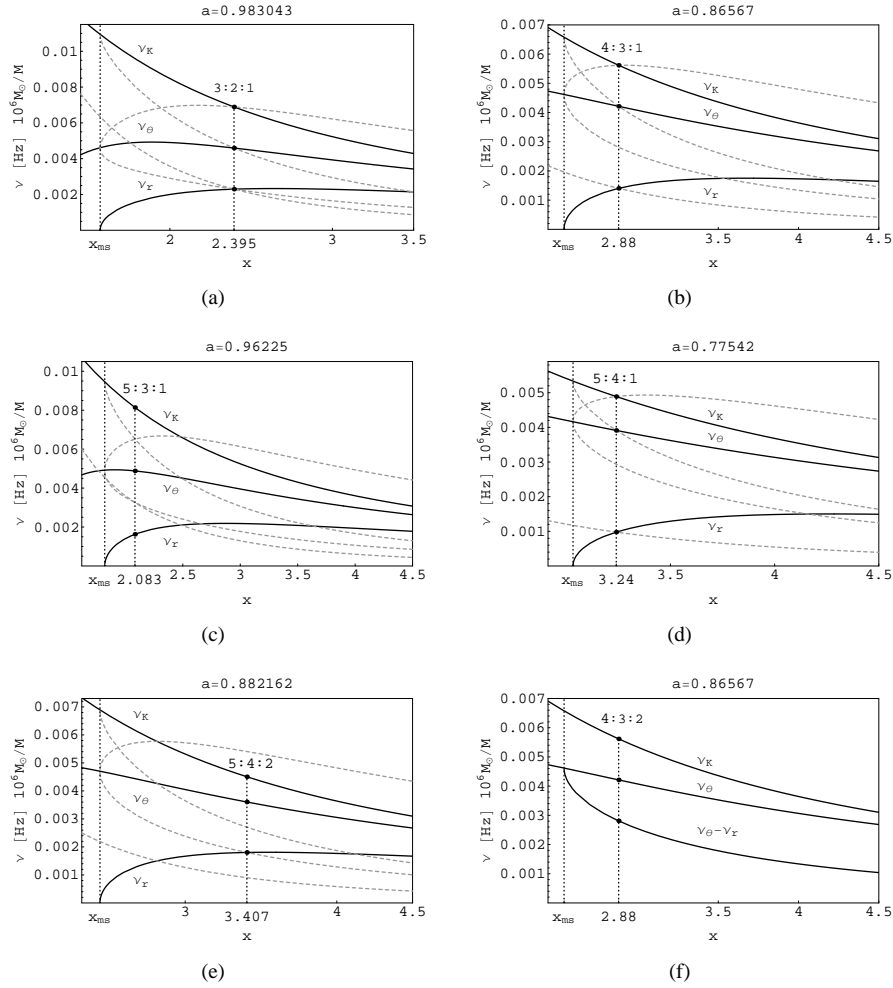 a=0.983043
ν [Hz] 10⁶M⊙/M
0.01
0.008
0.006
0.004
0.002
νK
νθ
νr
3:2:1
xms
2
2.395
3
3.5
x
(a)
a=0.86567
ν [Hz] 10⁶M⊙/M
0.007
0.006
0.005
0.004
0.003
0.002
0.001
4:3:1
νK
νθ
νr
xms
2.88
3.5
4
4.5
x
(b)
a=0.96225
ν [Hz] 10⁶M⊙/M
0.01
0.008
0.006
0.004
0.002
5:3:1
νK
νθ
νr
xms
2.083
2.5
3
3.5
4
4.5
x
(c)
a=0.77542
ν [Hz] 10⁶M⊙/M
0.005
0.004
0.003
0.002
0.001
5:4:1
νK
νθ
νr
xms
3.24
3.5
4
4.5
x
(d)
a=0.882162
ν [Hz] 10⁶M⊙/M
0.007
0.006
0.005
0.004
0.003
0.002
0.001
νK
5:4:2
νθ
νr
xms
3
3.407
4
4.5
x
(e)
a=0.86567
ν [Hz] 10⁶M⊙/M
0.007
0.006
0.005
0.004
0.003
0.002
0.001
4:3:2
νK
νθ
νθ-νr
xms
2.88
3.5
4
4.5
x
(f)